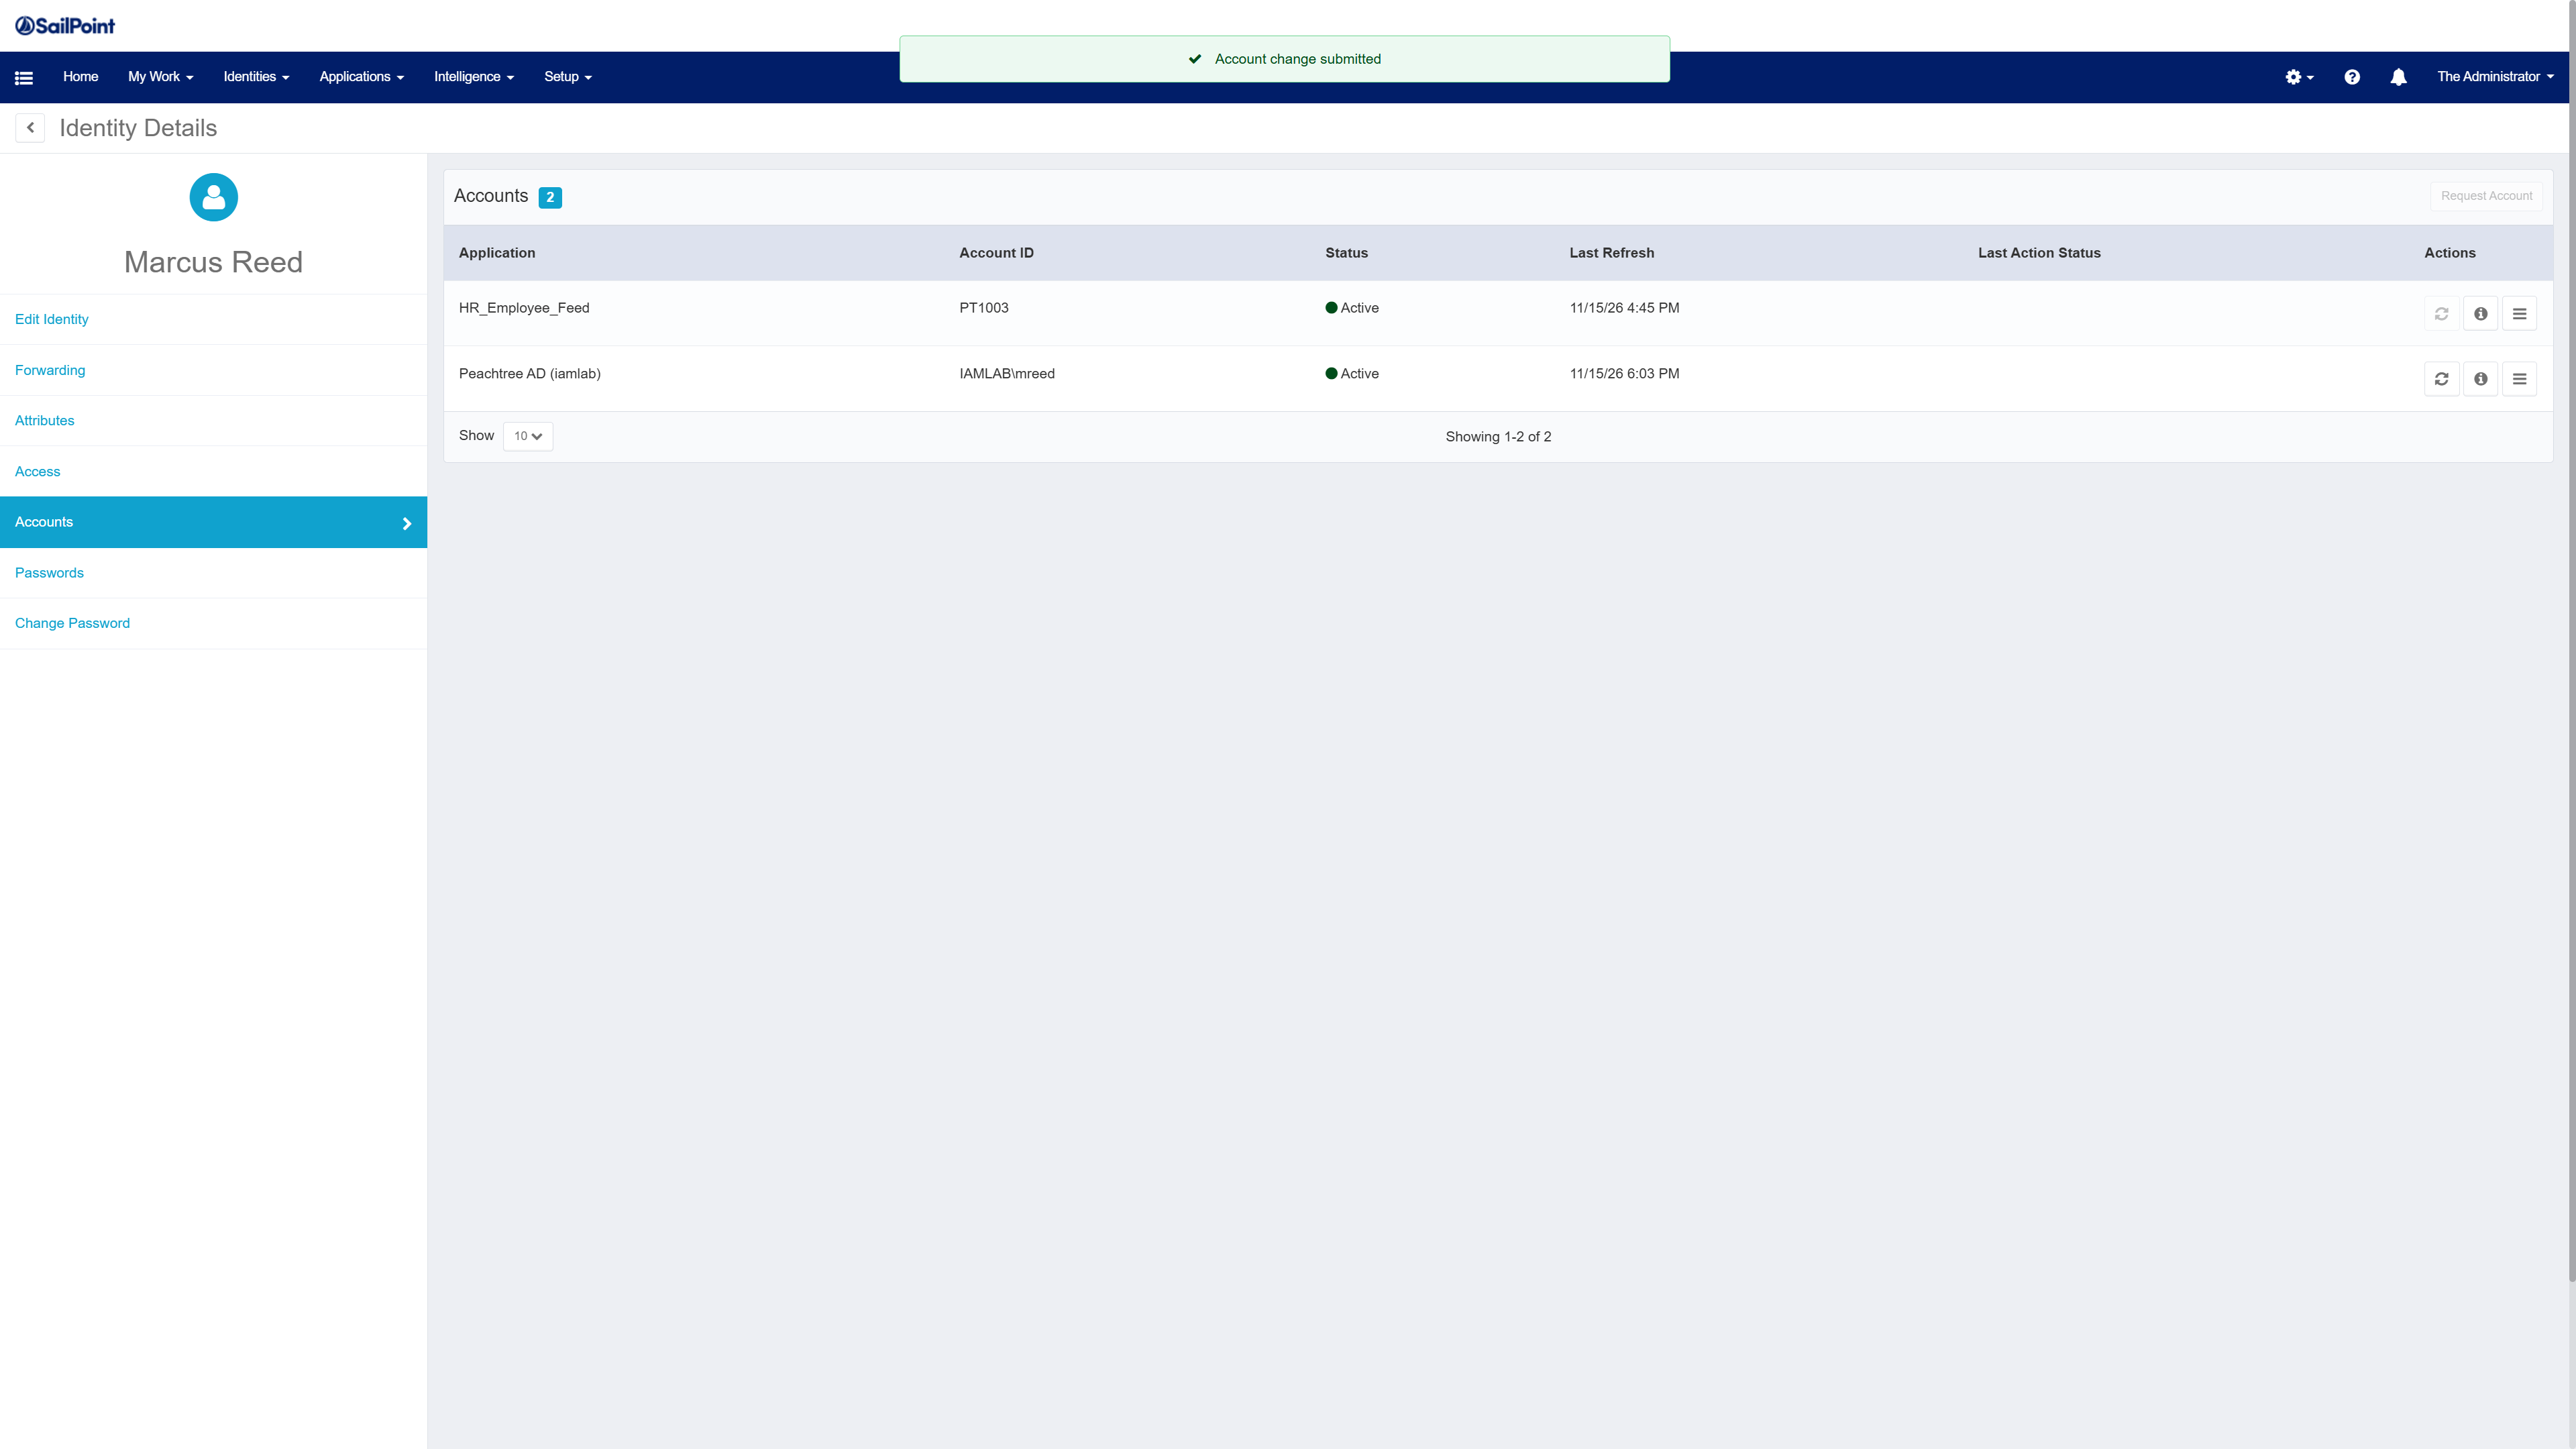 SailPoint
Account change submitted
Home My Work Identities Applications Intelligence Setup The Administrator
Identity Details
Marcus Reed
Edit Identity
Forwarding
Attributes
Access
Accounts
Passwords
Change Password
Accounts 2 Request Account
Application Account ID Status Last Refresh Last Action Status Actions
HR_Employee_Feed PT1003 Active 11/15/26 4:45 PM
Peachtree AD (iamlab) IAMLAB\mreed Active 11/15/26 6:03 PM
Show 10 Showing 1-2 of 2